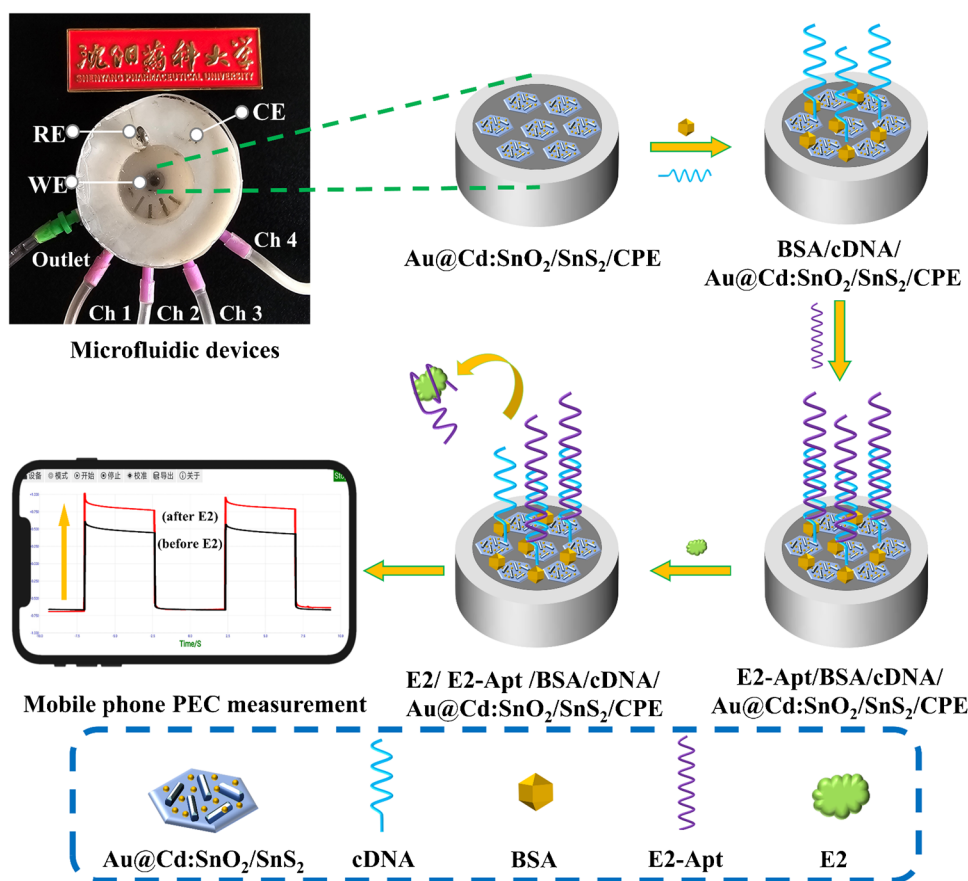 沈阳药科大学
SHENYANG PHARMACEUTICAL UNIVERSITY
RE
CE
WE
Outlet
Ch 1
Ch 2
Ch 3
Ch 4
Microfluidic devices
Au@Cd:SnO₂/SnS₂/CPE
BSA/cDNA/
Au@Cd:SnO₂/SnS₂/CPE
E2-Apt/BSA/cDNA/
Au@Cd:SnO₂/SnS₂/CPE
E2/ E2-Apt /BSA/cDNA/
Au@Cd:SnO₂/SnS₂/CPE
设备 模式 开始 停止 校准 导出 关于
(after E2)
(before E2)
Time/S
Mobile phone PEC measurement
Au@Cd:SnO₂/SnS₂
cDNA
BSA
E2-Apt
E2